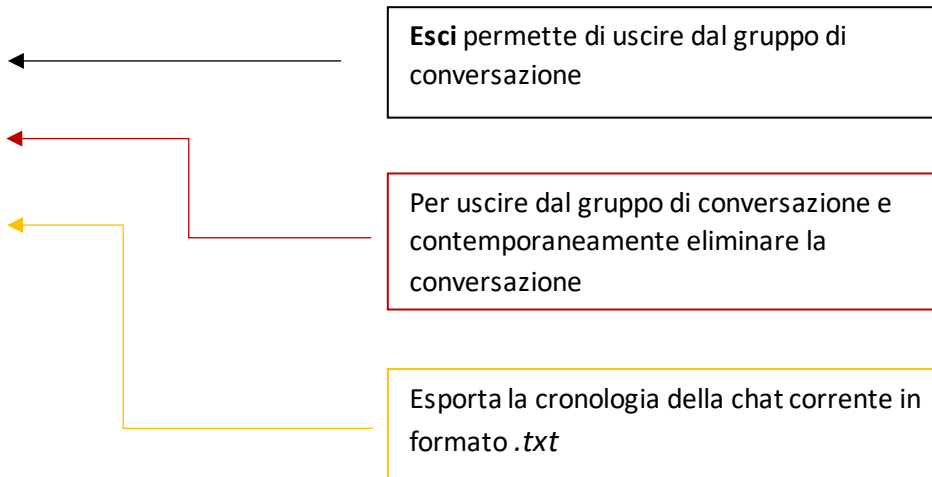 Esci permette di uscire dal gruppo di
conversazione
Per uscire dal gruppo di conversazione e
contemporaneamente eliminare la
conversazione
Esporta la cronologia della chat corrente in
formato .txt